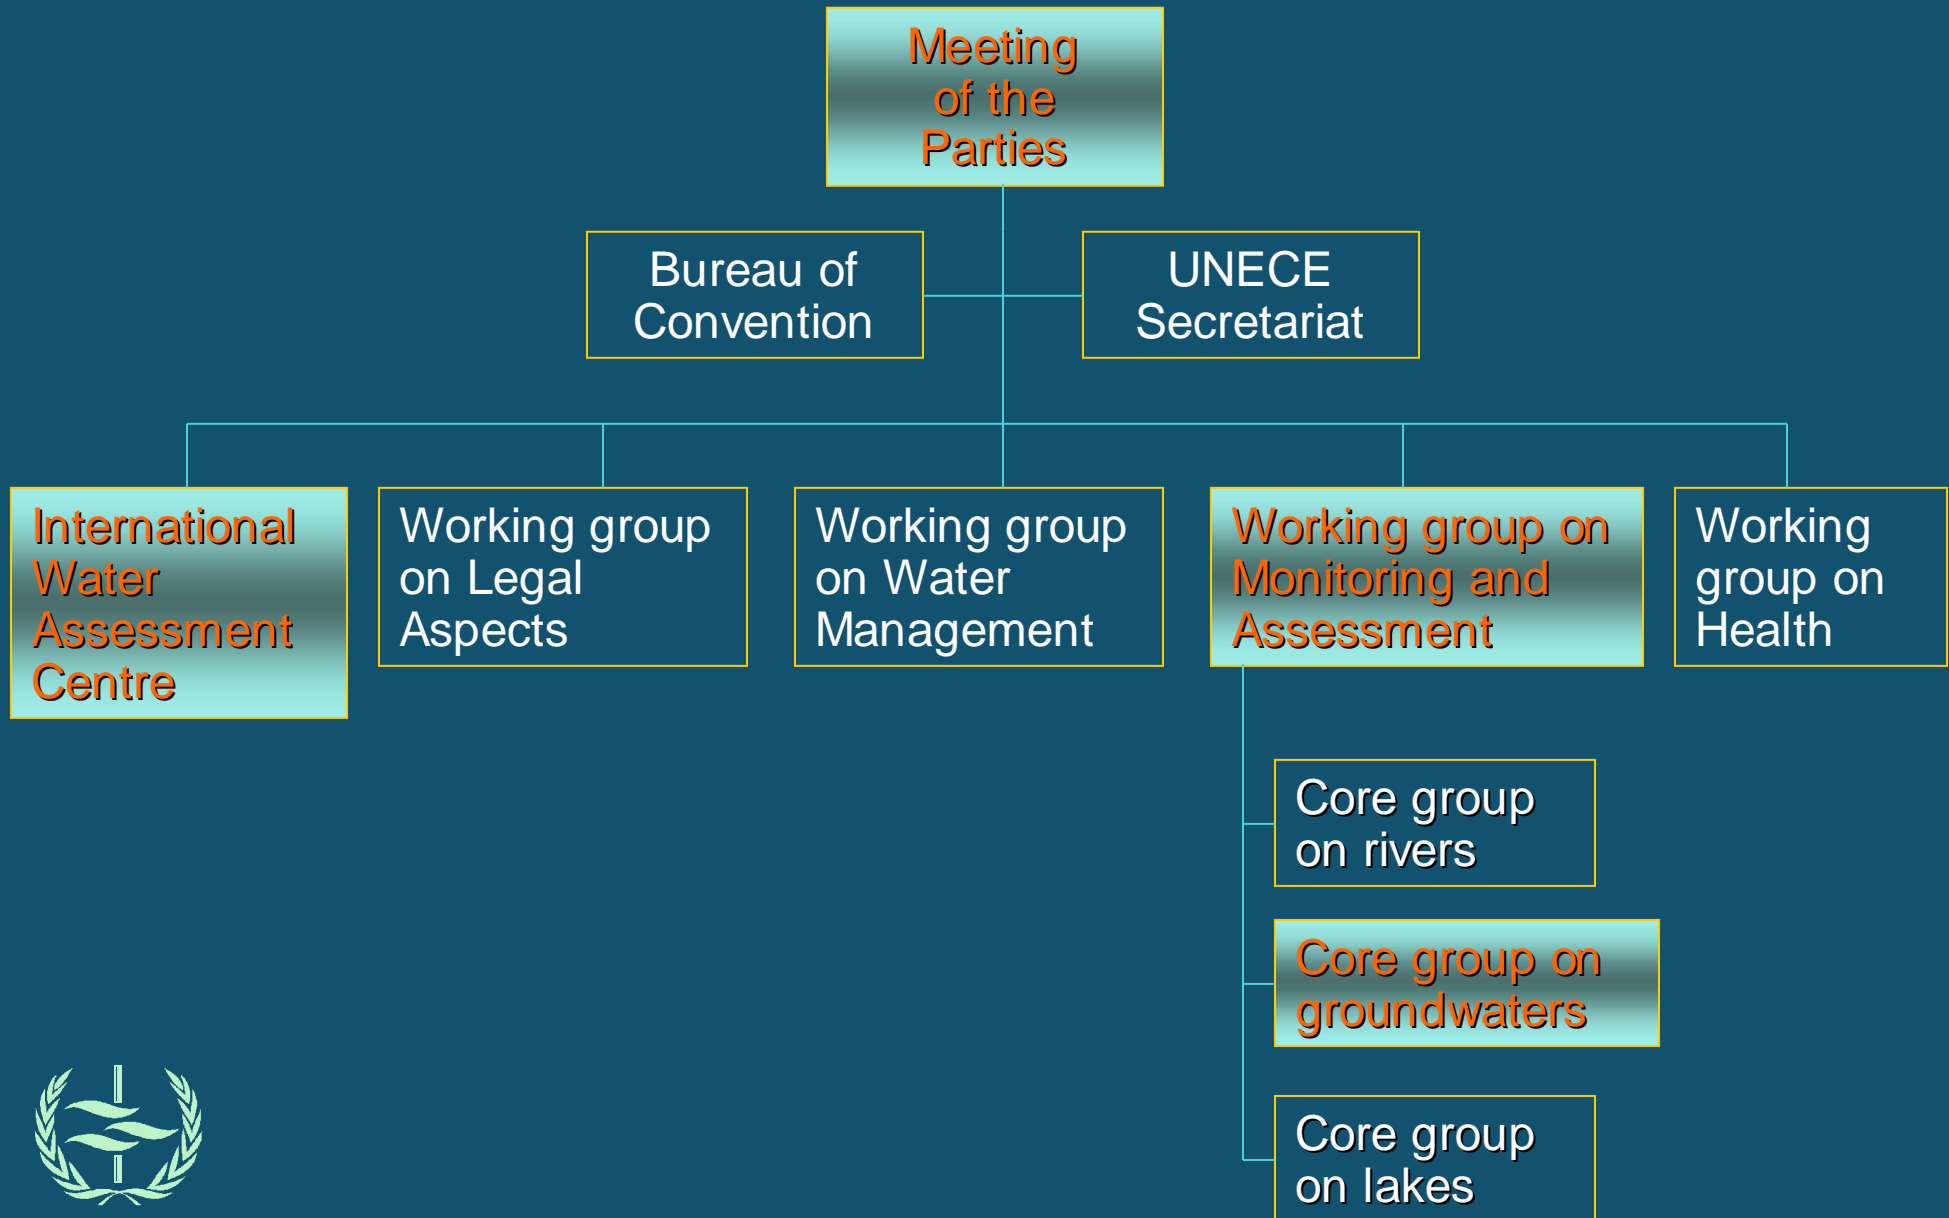 Meeting
of the
Parties
Bureau of
Convention
UNECE
Secretariat
International
Water
Assessment
Centre
Working group
on Legal
Aspects
Working group
on Water
Management
Working group on
Monitoring and
Assessment
Working
group on
Health
Core group
on rivers
Core group on
groundwaters
Core group
on lakes